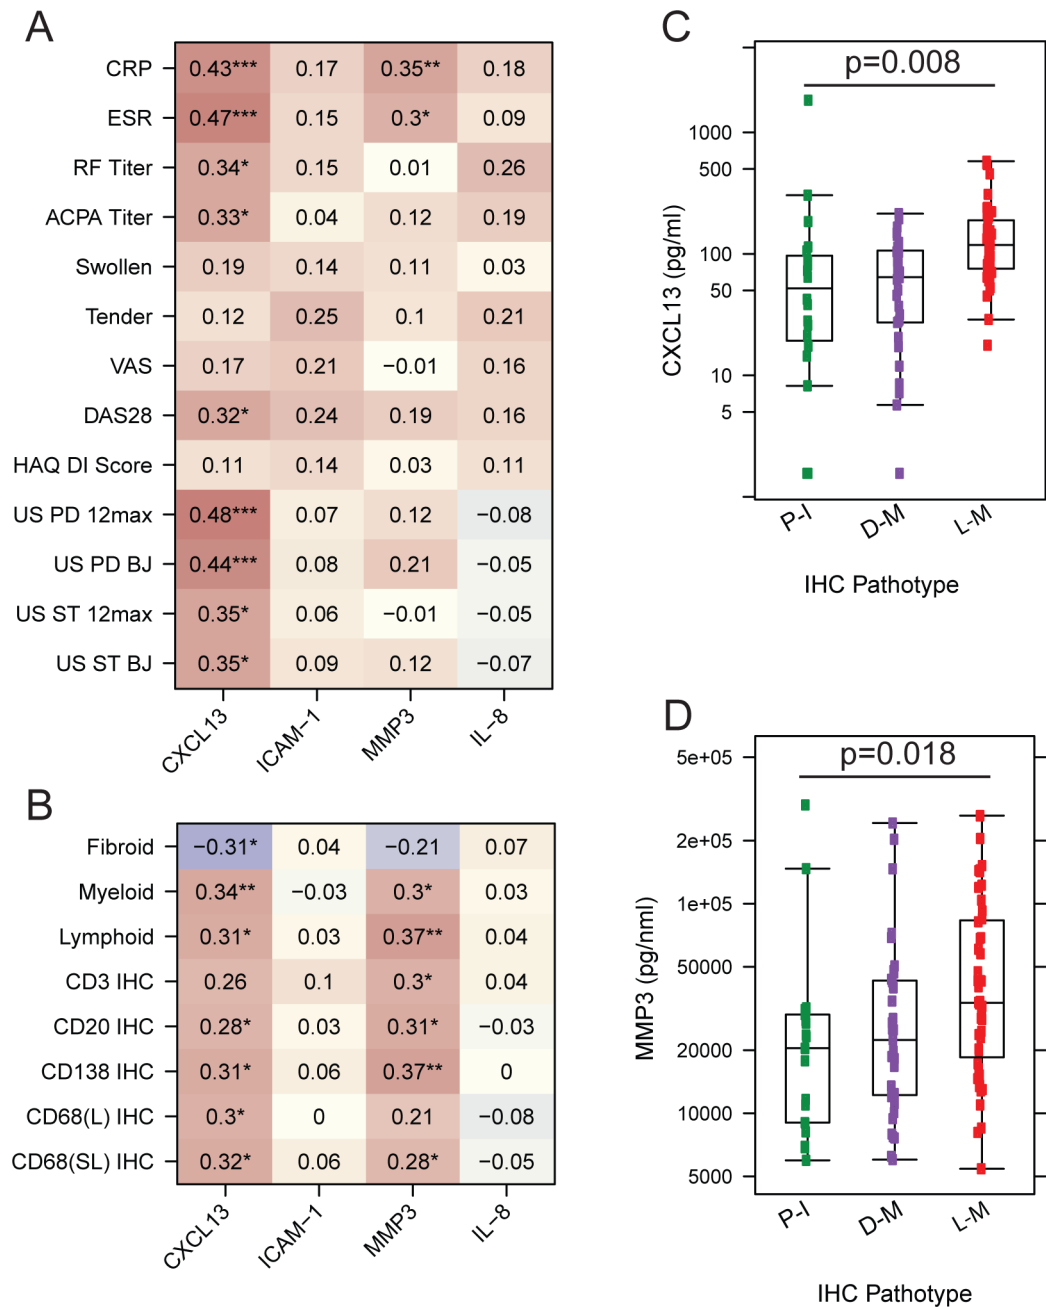 A
CRP 0.43*** 0.17 0.35** 0.18
ESR 0.47*** 0.15 0.3* 0.09
RF Titer 0.34* 0.15 0.01 0.26
ACPA Titer 0.33* 0.04 0.12 0.19
Swollen 0.19 0.14 0.11 0.03
Tender 0.12 0.25 0.1 0.21
VAS 0.17 0.21 −0.01 0.16
DAS28 0.32* 0.24 0.19 0.16
HAQ DI Score 0.11 0.14 0.03 0.11
US PD 12max 0.48*** 0.07 0.12 −0.08
US PD BJ 0.44*** 0.08 0.21 −0.05
US ST 12max 0.35* 0.06 −0.01 −0.05
US ST BJ 0.35* 0.09 0.12 −0.07
CXCL13 ICAM−1 MMP3 IL−8
B
Fibroid −0.31* 0.04 −0.21 0.07
Myeloid 0.34** −0.03 0.3* 0.03
Lymphoid 0.31* 0.03 0.37** 0.04
CD3 IHC 0.26 0.1 0.3* 0.04
CD20 IHC 0.28* 0.03 0.31* −0.03
CD138 IHC 0.31* 0.06 0.37** 0
CD68(L) IHC 0.3* 0 0.21 −0.08
CD68(SL) IHC 0.32* 0.06 0.28* −0.05
CXCL13 ICAM−1 MMP3 IL−8
C
p=0.008
CXCL13 (pg/ml)
1000
500
100
50
10
5
P-I D-M L-M
IHC Pathotype
D
p=0.018
MMP3 (pg/nml)
5e+05
2e+05
1e+05
50000
20000
10000
5000
P-I D-M L-M
IHC Pathotype